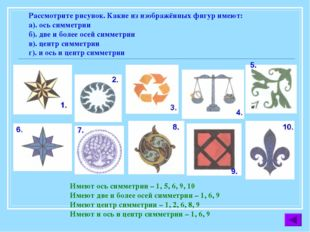 Рассмотрите рисунок. Какие из изображённых фигур имеют:
а). ось симметрии
б). две и более осей симметрии
в). центр симметрии
г). и ось и центр симметрии
1.
2.
3.
4.
5.
6.
7.
8.
9.
10.
Имеют ось симметрии – 1, 5, 6, 9, 10
Имеют две и более осей симметрии – 1, 6, 9
Имеют центр симметрии – 1, 2, 6, 8, 9
Имеют и ось и центр симметрии – 1, 6, 9